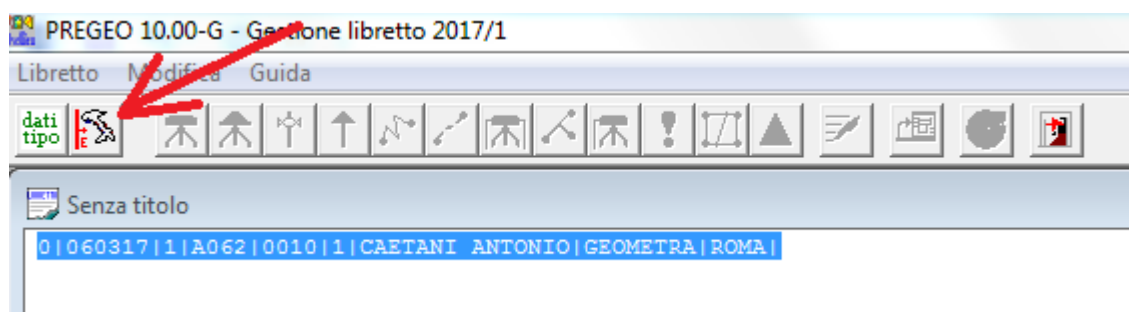 PREGEO 10.00-G - Gestione libretto 2017/1
Libretto Modifica Guida
dati
tipo
E
Senza titolo
0|060317|1|A062|0010|1|CAETANI ANTONIO|GEOMETRA|ROMA|